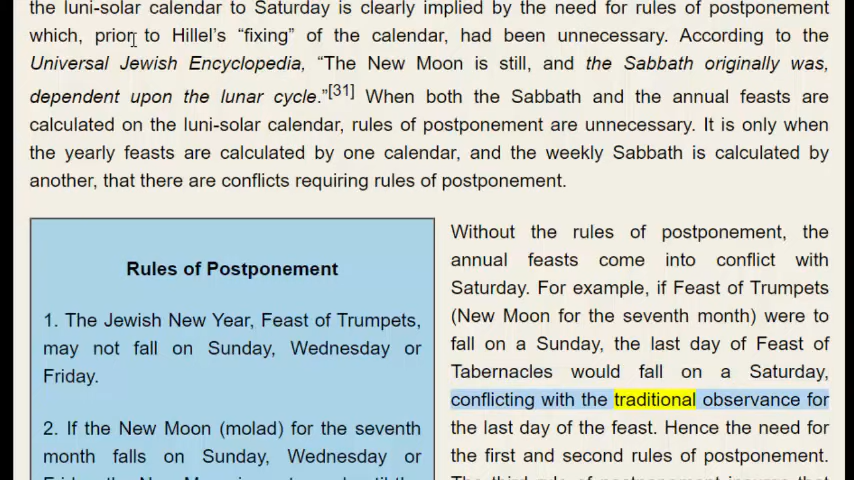 the luni-solar calendar to Saturday is clearly implied by the need for rules of postponement
which, prior to Hillel's “fixing” of the calendar, had been unnecessary. According to the
Universal Jewish Encyclopedia, “The New Moon is still, and the Sabbath originally was,
dependent upon the lunar cycle.”[31] When both the Sabbath and the annual feasts are
calculated on the luni-solar calendar, rules of postponement are unnecessary. It is only when
the yearly feasts are calculated by one calendar, and the weekly Sabbath is calculated by
another, that there are conflicts requiring rules of postponement.
Rules of Postponement
1. The Jewish New Year, Feast of Trumpets,
may not fall on Sunday, Wednesday or
Friday.
2. If the New Moon (molad) for the seventh
month falls on Sunday, Wednesday or
Without the rules of postponement, the
annual feasts come into conflict with
Saturday. For example, if Feast of Trumpets
(New Moon for the seventh month) were to
fall on a Sunday, the last day of Feast of
Tabernacles would fall on a Saturday,
conflicting with the traditional observance for
the last day of the feast. Hence the need for
the first and second rules of postponement.
The third rule of postponement insures that